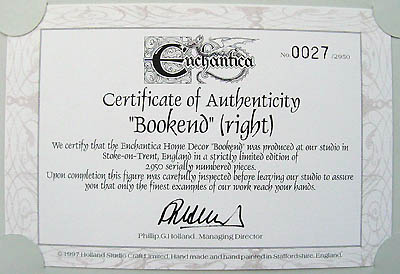 Enchantica
No. 0027 /2950
Certificate of Authenticity
"Bookend" (right)
We certify that the Enchantica Home Decor "Bookend" was produced at our studio in
Stoke-on-Trent, England in a strictly limited edition of
2,950 serially numbered pieces.
Upon completion this figure was carefully inspected before leaving our studio to assure
you that only the finest examples of our work reach your hands.
Phillip.G.Holland . Managing Director
©1997 Holland Studio Craft Limited. Hand made and hand painted in Staffordshire, England.